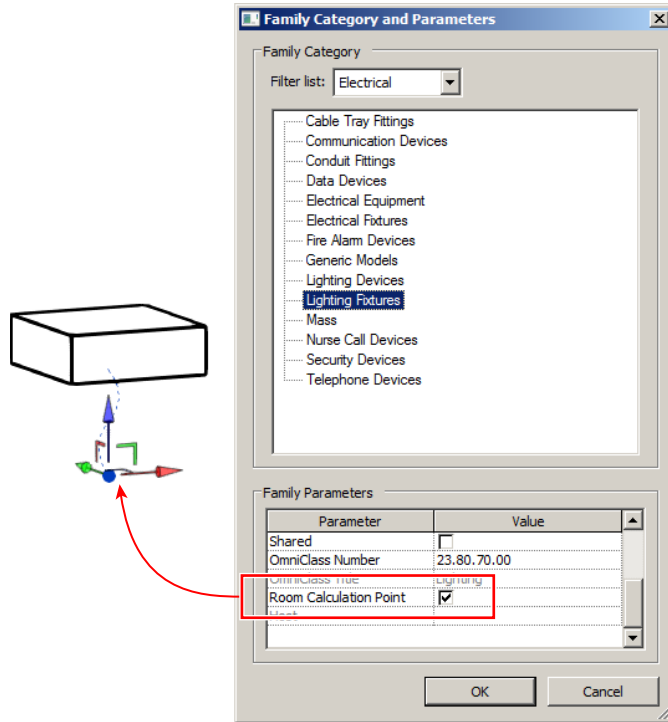 Family Category and Parameters
Family Category
Filter list: Electrical
Cable Tray Fittings
Communication Devices
Conduit Fittings
Data Devices
Electrical Equipment
Electrical Fixtures
Fire Alarm Devices
Generic Models
Lighting Devices
Lighting Fixtures
Mass
Nurse Call Devices
Security Devices
Telephone Devices
Family Parameters
Parameter Value
Shared
OmniClass Number 23.80.70.00
OmniClass Title Lighting
Room Calculation Point
Host
OK Cancel